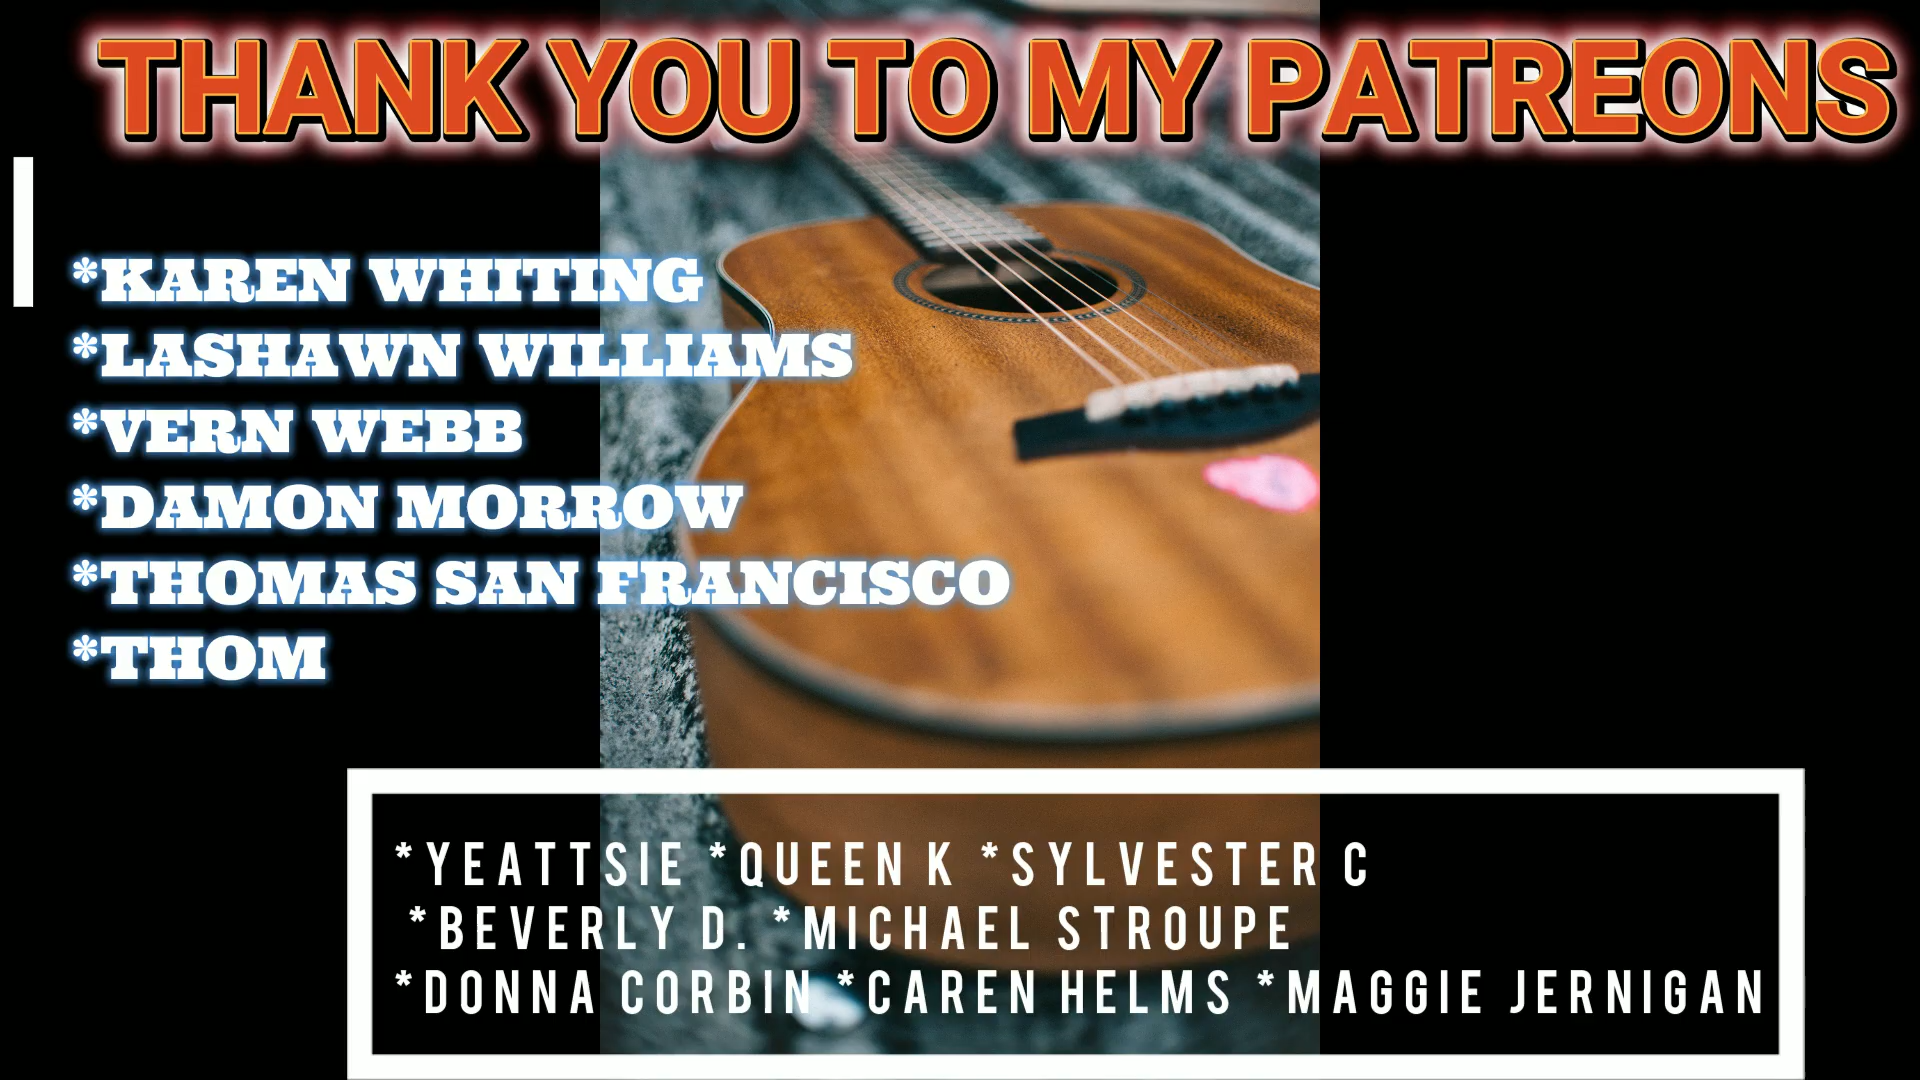 THANK YOU TO MY PATREONS
*KAREN WHITING
*LASHAWN WILLIAMS
*VERN WEBB
*DAMON MORROW
*THOMAS SAN FRANCISCO
*THOM
*YEATTSIE *QUEEN K *SYLVESTER C
*BEVERLY D. *MICHAEL STROUPE
*DONNA CORBIN *CAREN HELMS *MAGGIE JERNIGAN